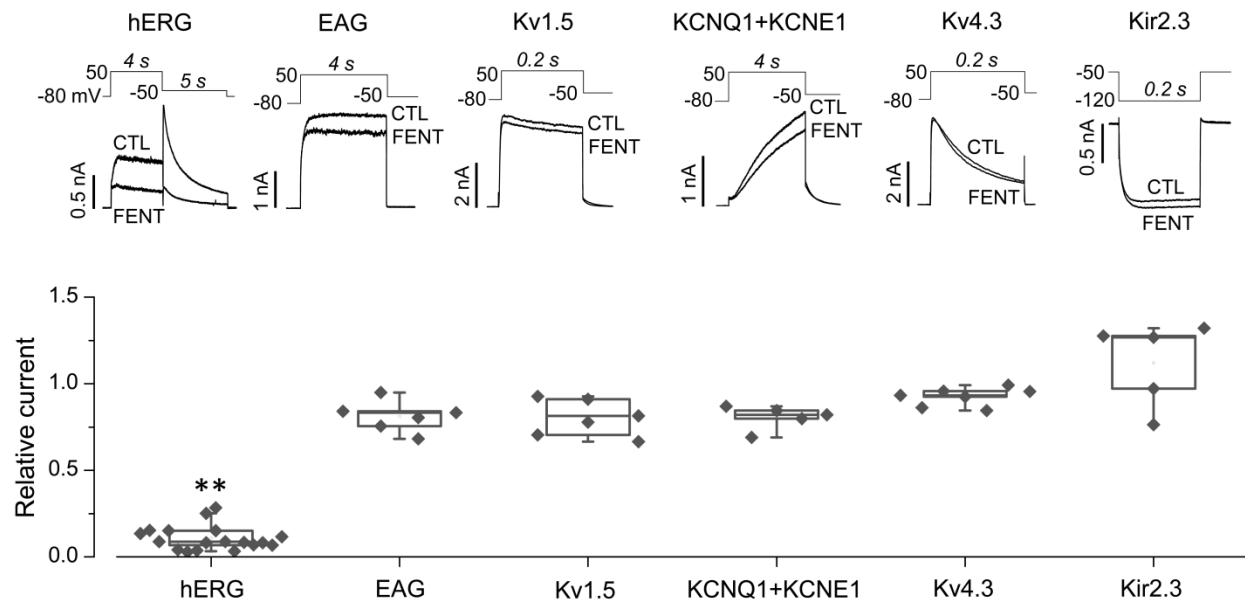 hERG EAG Kv1.5 KCNQ1+KCNE1 Kv4.3 Kir2.3
4 s 4 s 0.2 s 4 s 0.2 s
50 5 s 50 50 50 50 -50
-80 mV -50 -80 -50 -80 -50 -80 -50 -80 -50 -120 0.2 s
CTL CTL CTL CTL CTL CTL
FENT FENT FENT FENT FENT FENT
0.5 nA 1 nA 2 nA 1 nA 2 nA 0.5 nA
Relative current
1.5
1.0
0.5
0.0
**
hERG EAG Kv1.5 KCNQ1+KCNE1 Kv4.3 Kir2.3